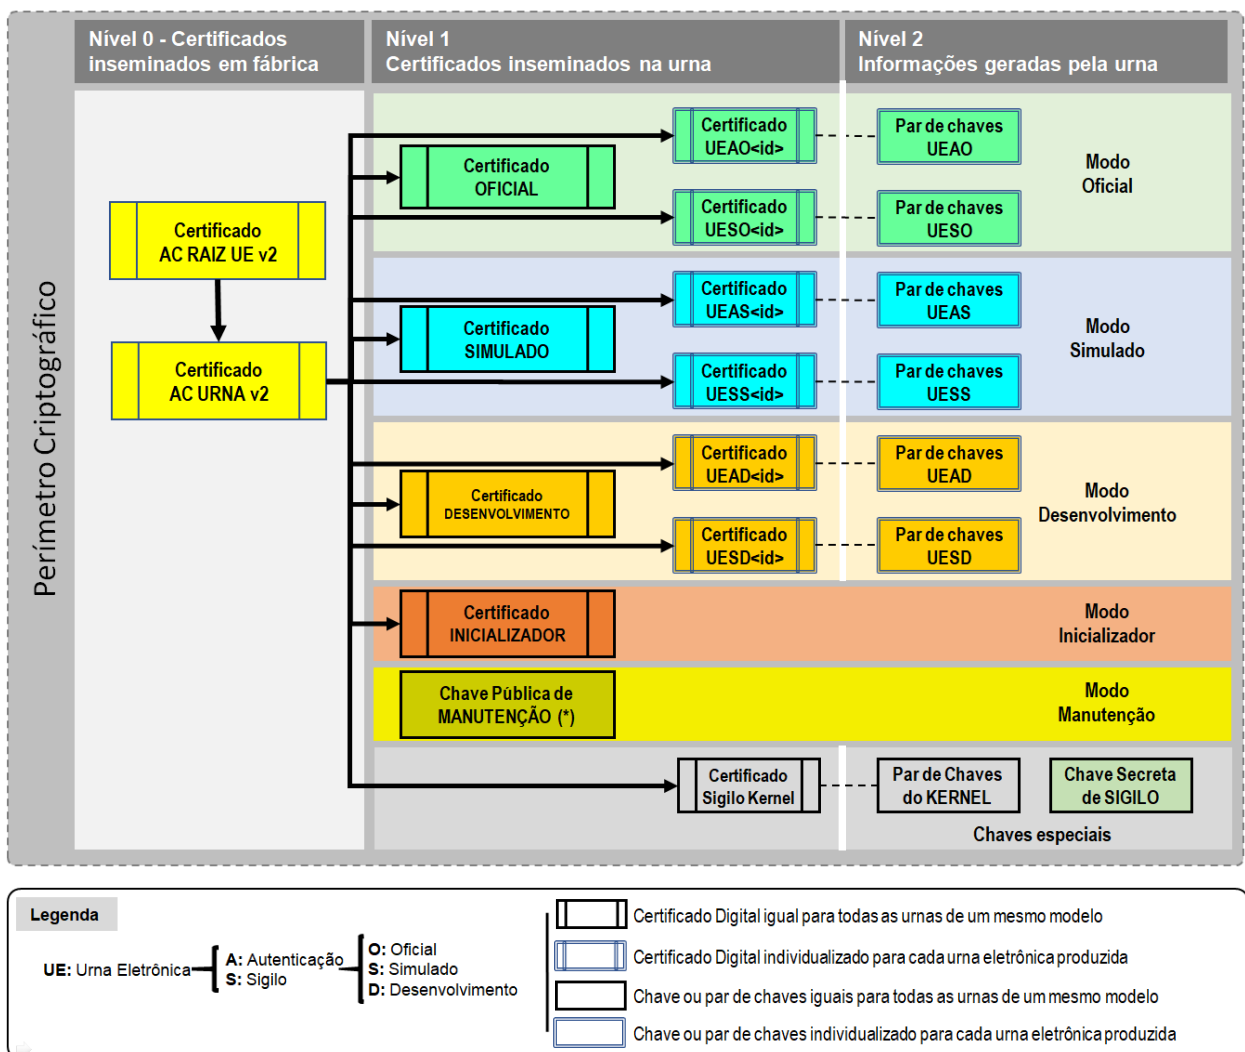 Perímetro Criptográfico
Nível 0 - Certificados
inseminados em fábrica
Nível 1
Certificados inseminados na urna
Nível 2
Informações geradas pela urna
Certificado
AC RAIZ UE v2
Certificado
AC URNA v2
Certificado
OFICIAL
Certificado
UEAO<id>
Par de chaves
UEAO
Certificado
UESO<id>
Par de chaves
UESO
Modo
Oficial
Certificado
SIMULADO
Certificado
UEAS<id>
Par de chaves
UEAS
Certificado
UESS<id>
Par de chaves
UESS
Modo
Simulado
Certificado
DESENVOLVIMENTO
Certificado
UEAD<id>
Par de chaves
UEAD
Certificado
UESD<id>
Par de chaves
UESD
Modo
Desenvolvimento
Certificado
INICIALIZADOR
Modo
Inicializador
Chave Pública de
MANUTENÇÃO (*)
Modo
Manutenção
Certificado
Sigilo Kernel
Par de Chaves
do KERNEL
Chave Secreta
de SIGILO
Chaves especiais
Legenda
UE: Urna Eletrônica
A: Autenticação
S: Sigilo
O: Oficial
S: Simulado
D: Desenvolvimento
Certificado Digital igual para todas as urnas de um mesmo modelo
Certificado Digital individualizado para cada urna eletrônica produzida
Chave ou par de chaves iguais para todas as urnas de um mesmo modelo
Chave ou par de chaves individualizado para cada urna eletrônica produzida